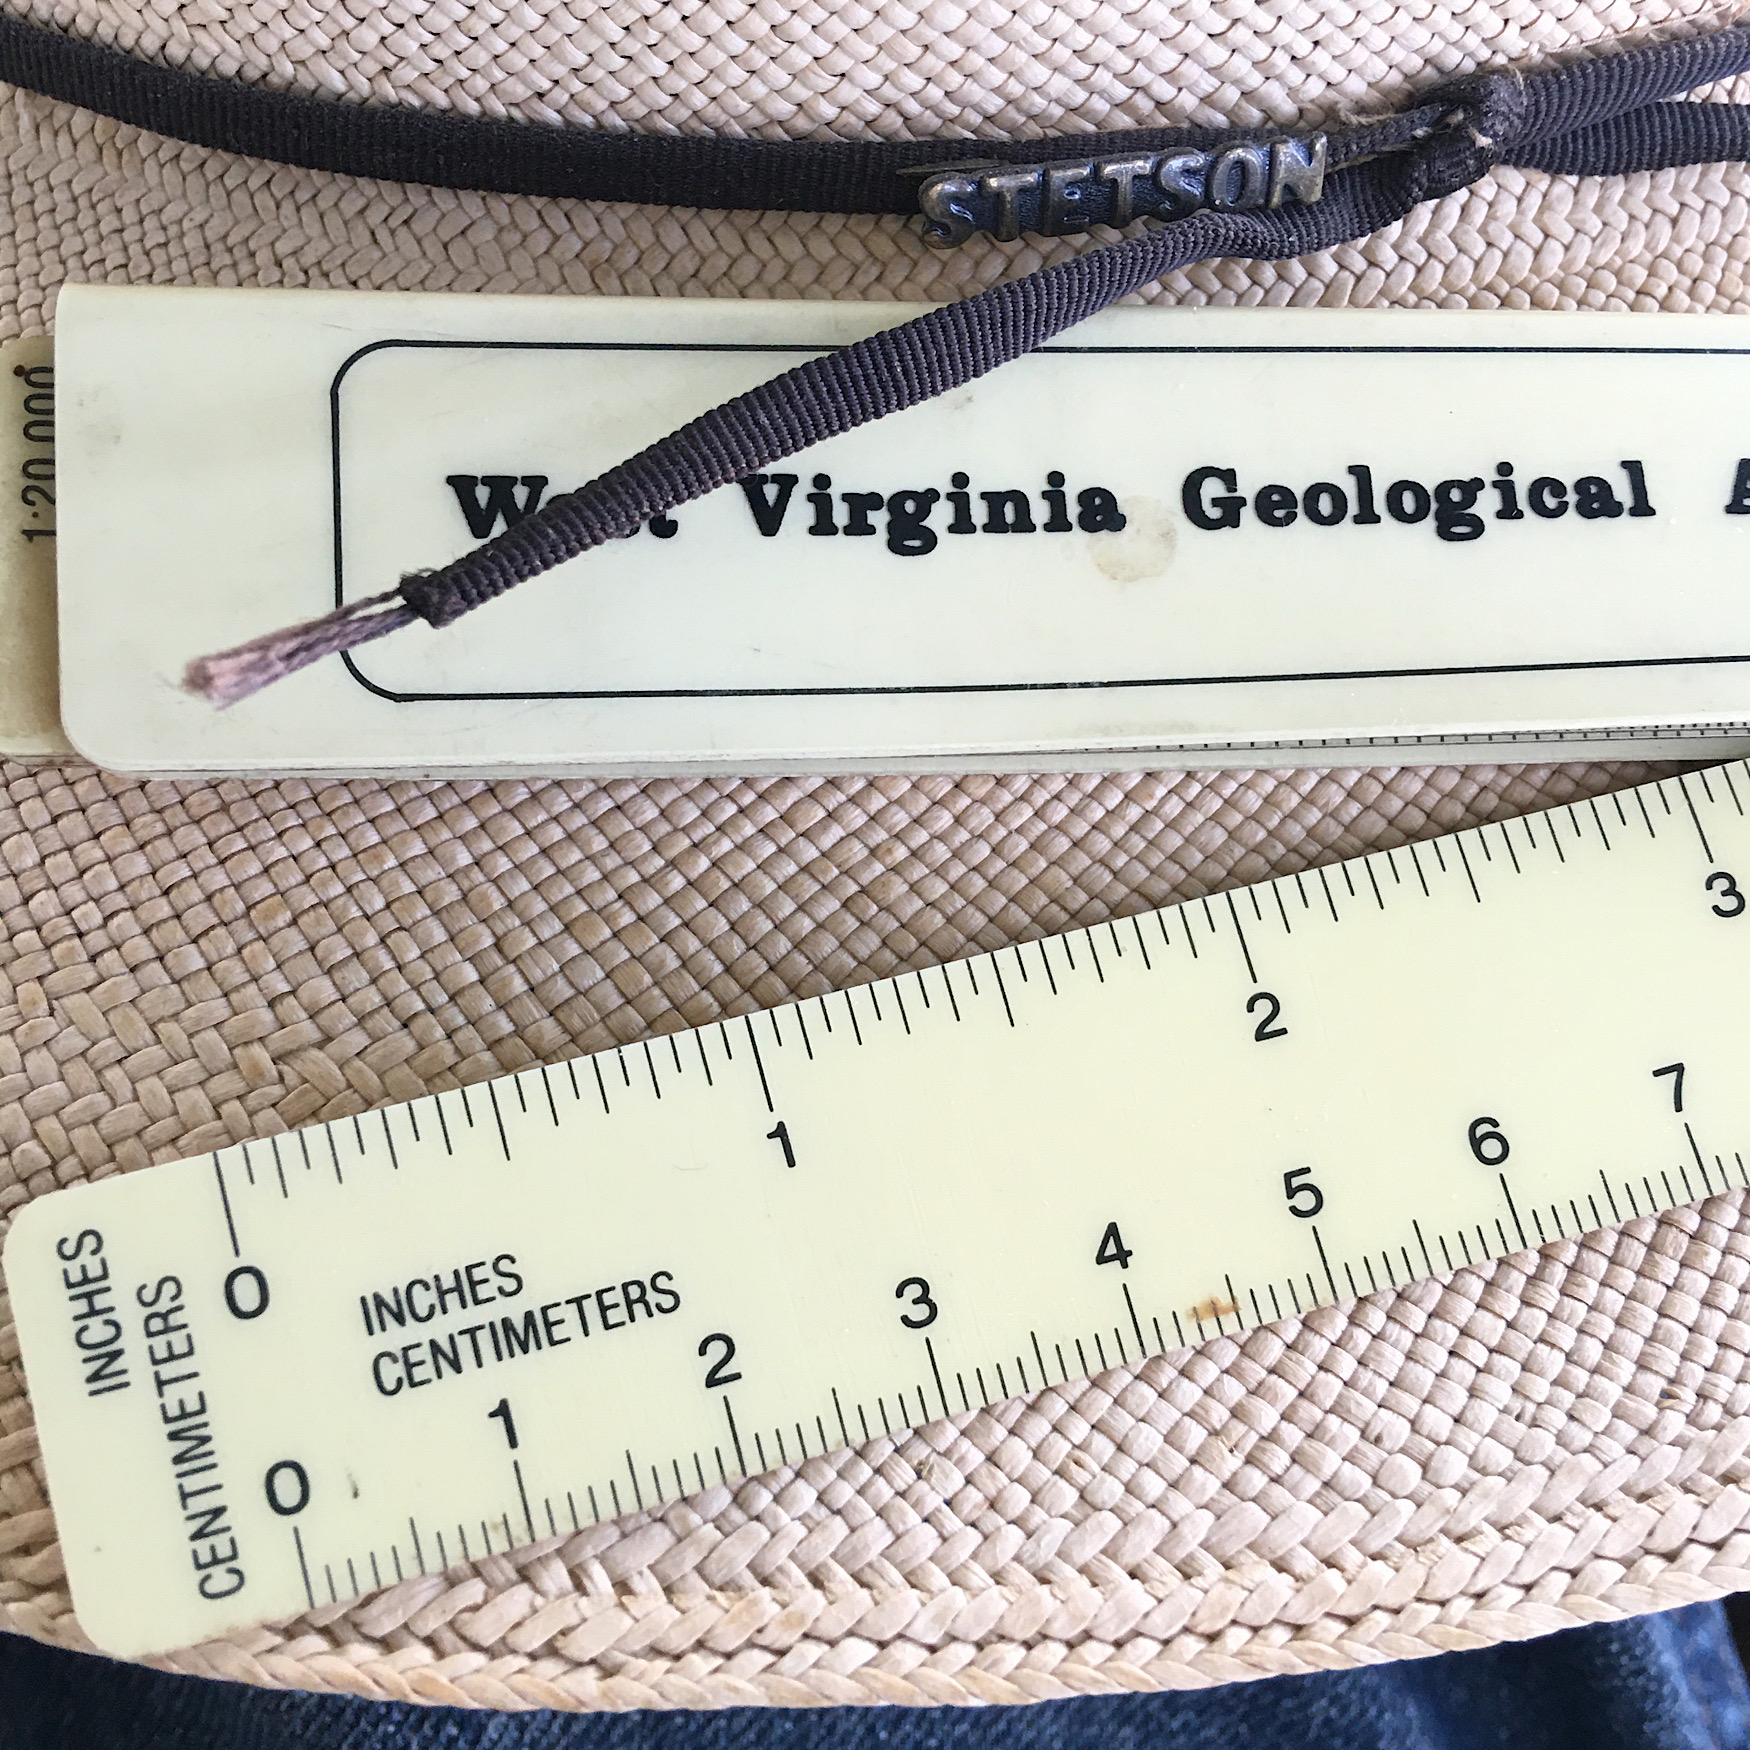 STETSON
1:20,000
West Virginia Geological
3
2
1
0
INCHES
CENTIMETERS
INCHES
CENTIMETERS
0 1 2 3 4 5 6 7